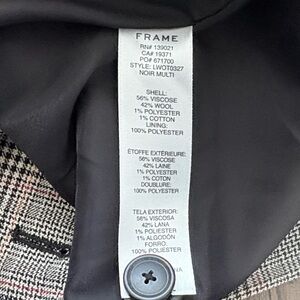 FRAME
RN# 139021
CA# 19371
PO# 671700
STYLE: LWOT0327
NOIR MULTI
SHELL:
56% VISCOSE
42% WOOL
1% POLYESTER
1% COTTON
LINING:
100% POLYESTER
ÉTOFFE EXTÉRIEURE:
56% VISCOSE
42% LAINE
1% POLYESTER
1% COTON
DOUBLURE:
100% POLYESTER
TELA EXTERIOR:
56% VISCOSA
42% LANA
1% POLIESTER
1% ALGODÓN
FORRO:
100% POLIESTER